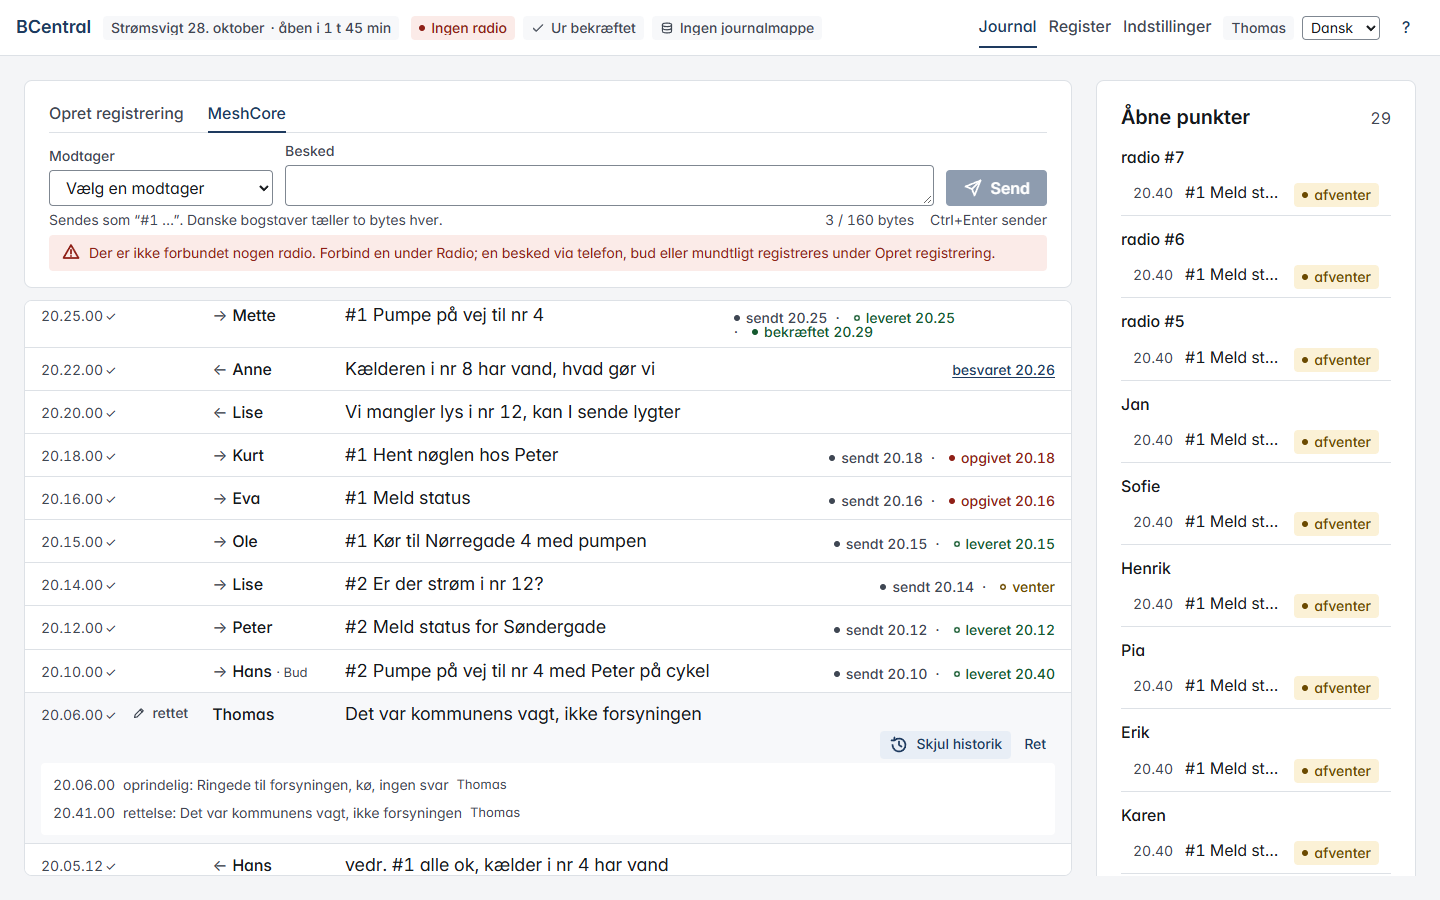 BCentral
Strømsvigt 28. oktober · åben i 1 t 45 min
Ingen radio
Ur bekræftet
Ingen journalmappe
Journal
Register
Indstillinger
Thomas
Dansk
?
Opret registrering
MeshCore
Modtager
Besked
Vælg en modtager
Send
Sendes som “#1 …”. Danske bogstaver tæller to bytes hver.
3 / 160 bytes
Ctrl+Enter sender
Der er ikke forbundet nogen radio. Forbind en under Radio; en besked via telefon, bud eller mundtligt registreres under Opret registrering.
20.25.00 → Mette #1 Pumpe på vej til nr 4 sendt 20.25 · leveret 20.25
· bekræftet 20.29
20.22.00 ← Anne Kælderen i nr 8 har vand, hvad gør vi besvaret 20.26
20.20.00 ← Lise Vi mangler lys i nr 12, kan I sende lygter
20.18.00 → Kurt #1 Hent nøglen hos Peter sendt 20.18 · opgivet 20.18
20.16.00 → Eva #1 Meld status sendt 20.16 · opgivet 20.16
20.15.00 → Ole #1 Kør til Nørregade 4 med pumpen sendt 20.15 · leveret 20.15
20.14.00 → Lise #2 Er der strøm i nr 12? sendt 20.14 · venter
20.12.00 → Peter #2 Meld status for Søndergade sendt 20.12 · leveret 20.12
20.10.00 → Hans · Bud #2 Pumpe på vej til nr 4 med Peter på cykel sendt 20.10 · leveret 20.40
20.06.00 rettet Thomas Det var kommunens vagt, ikke forsyningen
Skjul historik Ret
20.06.00 oprindelig: Ringede til forsyningen, kø, ingen svar Thomas
20.41.00 rettelse: Det var kommunens vagt, ikke forsyningen Thomas
20.05.12 ← Hans vedr. #1 alle ok, kælder i nr 4 har vand
Åbne punkter 29
radio #7
20.40 #1 Meld st… afventer
radio #6
20.40 #1 Meld st… afventer
radio #5
20.40 #1 Meld st… afventer
Jan
20.40 #1 Meld st… afventer
Sofie
20.40 #1 Meld st… afventer
Henrik
20.40 #1 Meld st… afventer
Pia
20.40 #1 Meld st… afventer
Erik
20.40 #1 Meld st… afventer
Karen
20.40 #1 Meld st… afventer